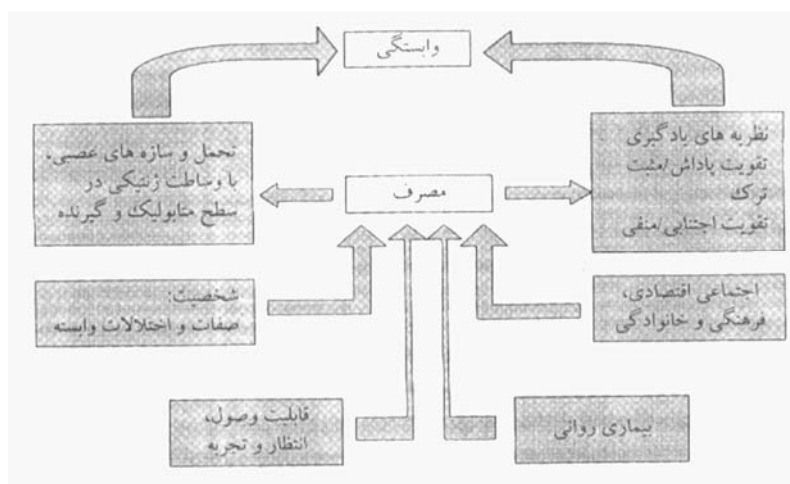 وابستگی
نظریه های یادگیری
تقویت پاداش/مثبت
ترک
تقویت اجتنابی/منفی
تحمل و سازه های عصبی،
با وساطت ژنتیکی در
سطح متابولیک و گیرنده
مصرف
اجتماعی اقتصادی،
فرهنگی و خانوادگی
شخصیت:
صفات و اختلالات وابسته
بیماری روانی
قابلیت وصول،
انتظار و تجربه